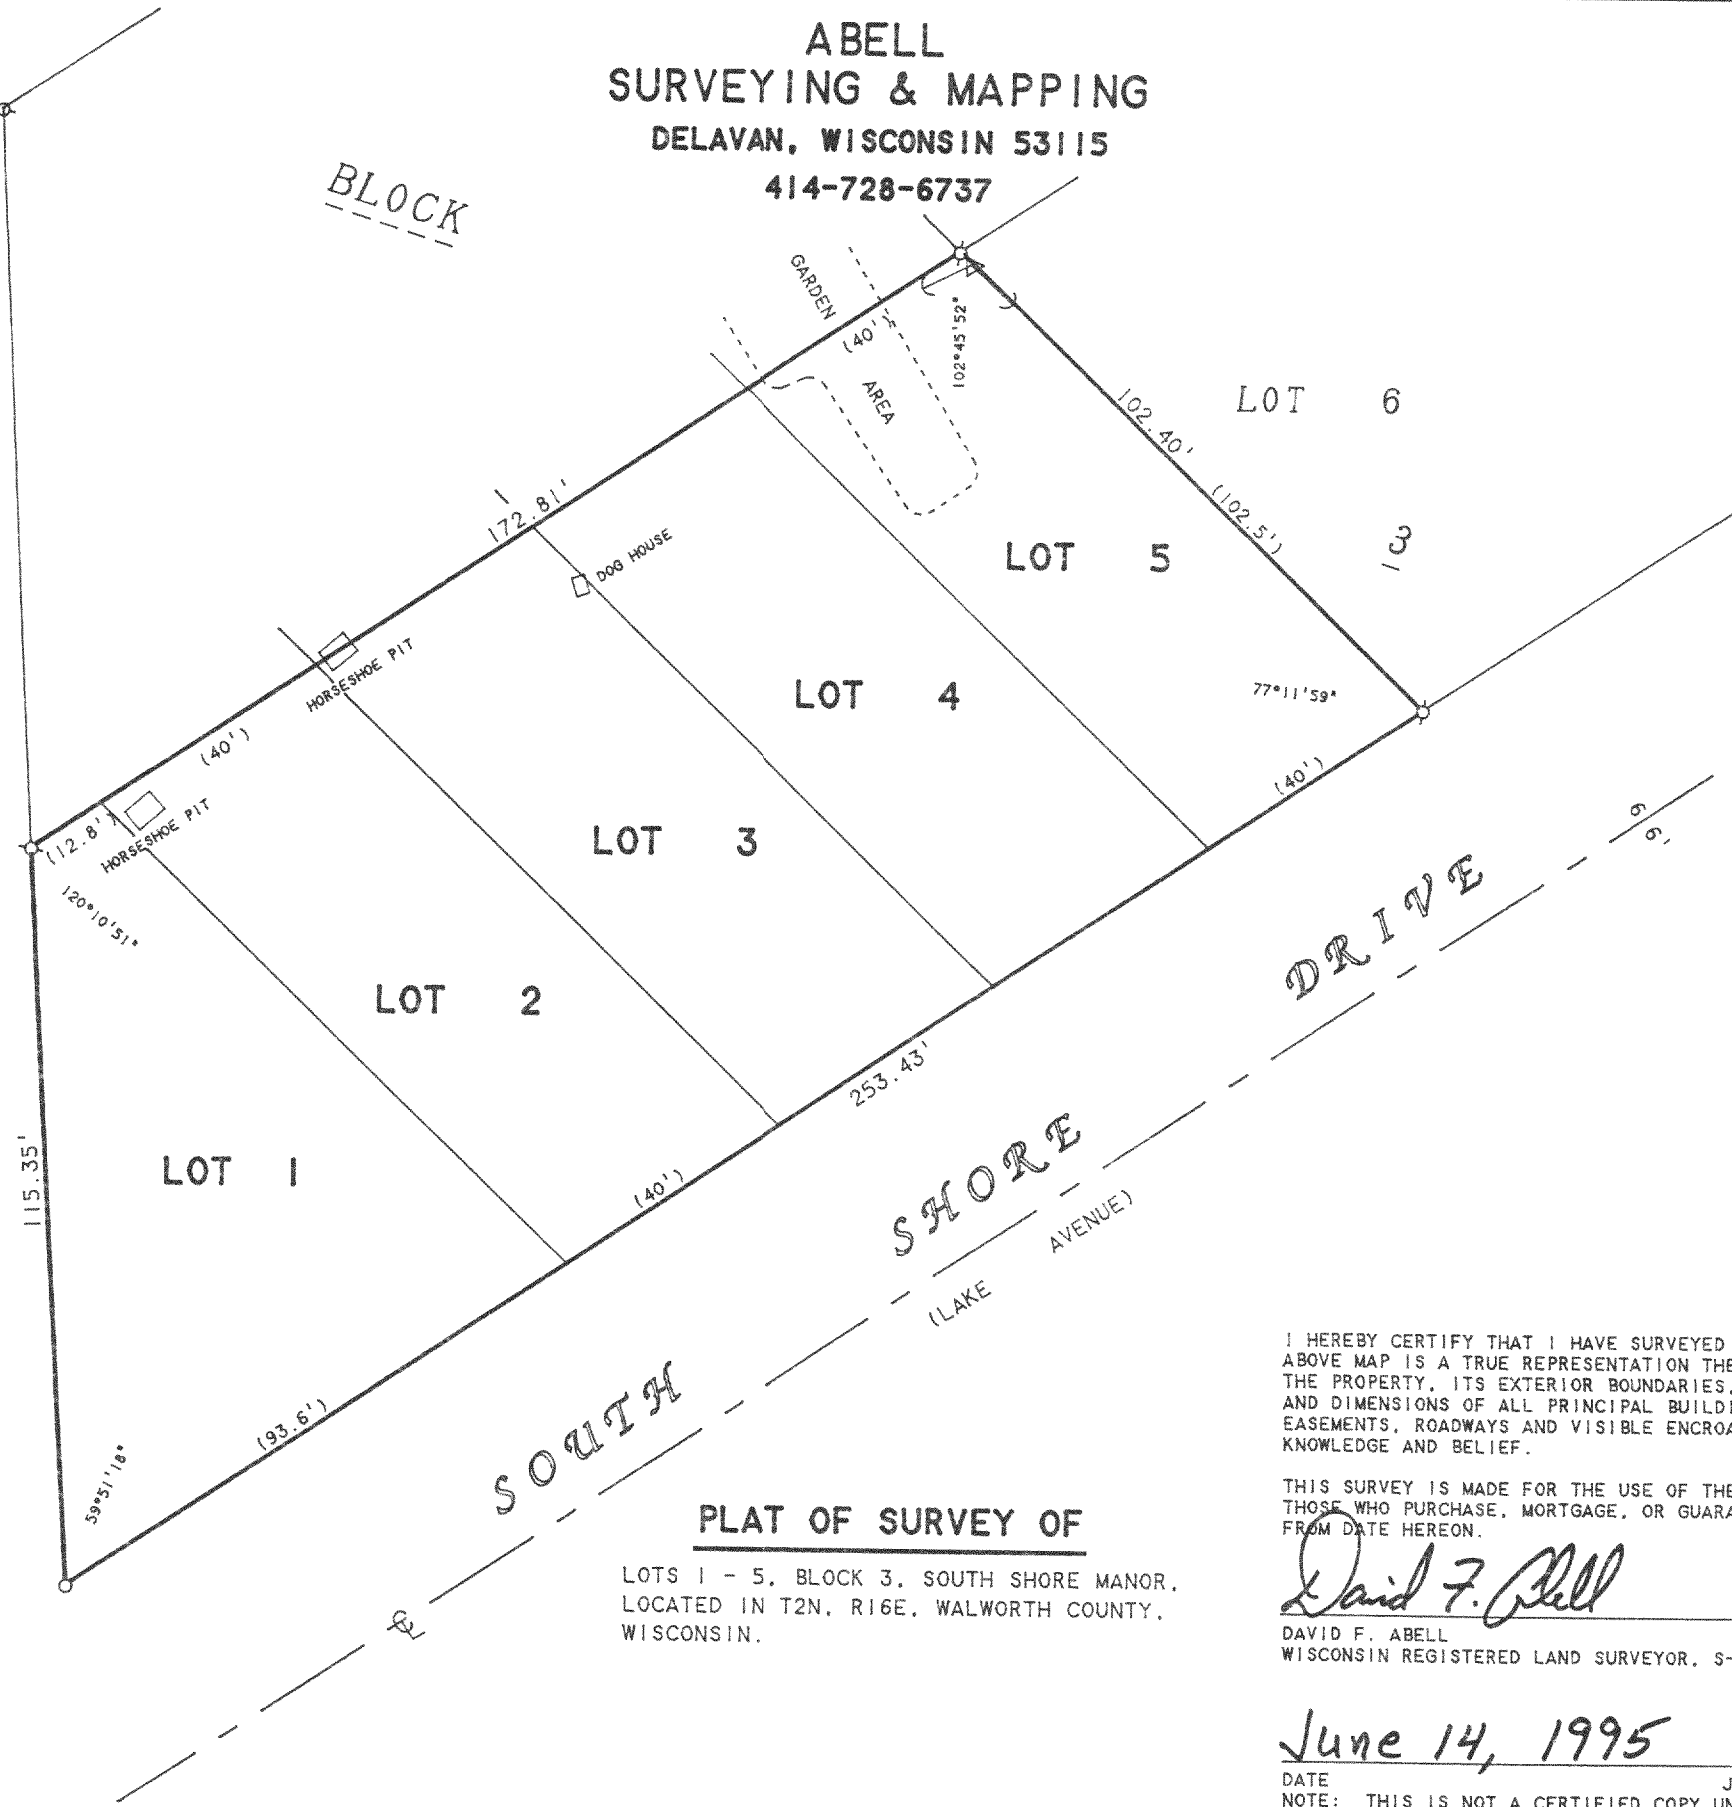 ABELL
SURVEYING & MAPPING
DELAVAN, WISCONSIN 53115
414-728-6737
BLOCK
GARDEN
AREA
(40')
102°45'52"
102.40'
(102.5')
LOT 6
3
172.81'
DOG HOUSE
LOT 5
HORSESHOE PIT
LOT 4
77°11'59"
(40')
(40')
(12.8')
HORSESHOE PIT
120°10'51"
LOT 3
66'
LOT 2
253.43'
115.35'
LOT 1
(40')
(93.6')
59°51'18"
SOUTH SHORE DRIVE
(LAKE AVENUE)
PLAT OF SURVEY OF
LOTS 1 - 5, BLOCK 3, SOUTH SHORE MANOR,
LOCATED IN T2N, R16E, WALWORTH COUNTY,
WISCONSIN.
I HEREBY CERTIFY THAT I HAVE SURVEYED
ABOVE MAP IS A TRUE REPRESENTATION THE
THE PROPERTY, ITS EXTERIOR BOUNDARIES,
AND DIMENSIONS OF ALL PRINCIPAL BUILDI
EASEMENTS, ROADWAYS AND VISIBLE ENCROA
KNOWLEDGE AND BELIEF.
THIS SURVEY IS MADE FOR THE USE OF THE
THOSE WHO PURCHASE, MORTGAGE, OR GUARA
FROM DATE HEREON.
David F. Abell
DAVID F. ABELL
WISCONSIN REGISTERED LAND SURVEYOR, S-
June 14, 1995
DATE J
NOTE: THIS IS NOT A CERTIFIED COPY UN